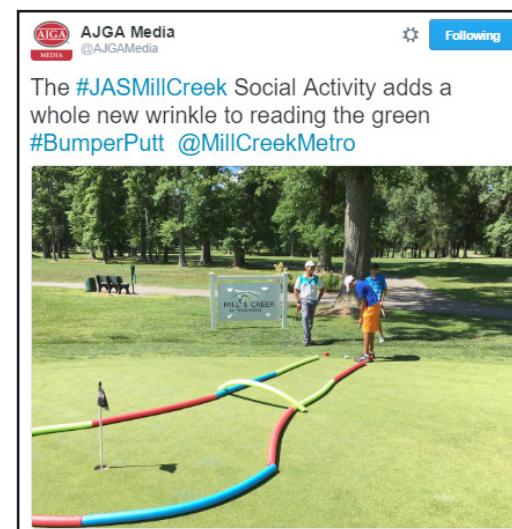 AJGA
MEDIA
AJGA Media
@AJGAMedia
Following
The #JASMillCreek Social Activity adds a
whole new wrinkle to reading the green
#BumperPutt @MillCreekMetro
MILL CREEK